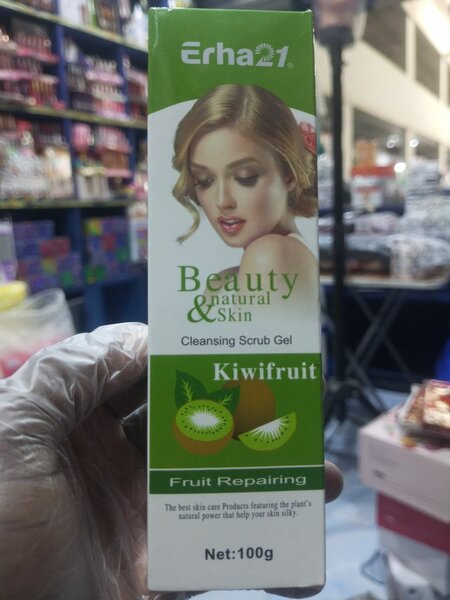 Erha21®
Beauty
natural
& Skin
Cleansing Scrub Gel
Kiwifruit
Fruit Repairing
The best skin care Products featuring the plant's
natural power that help your skin silky.
Net:100g